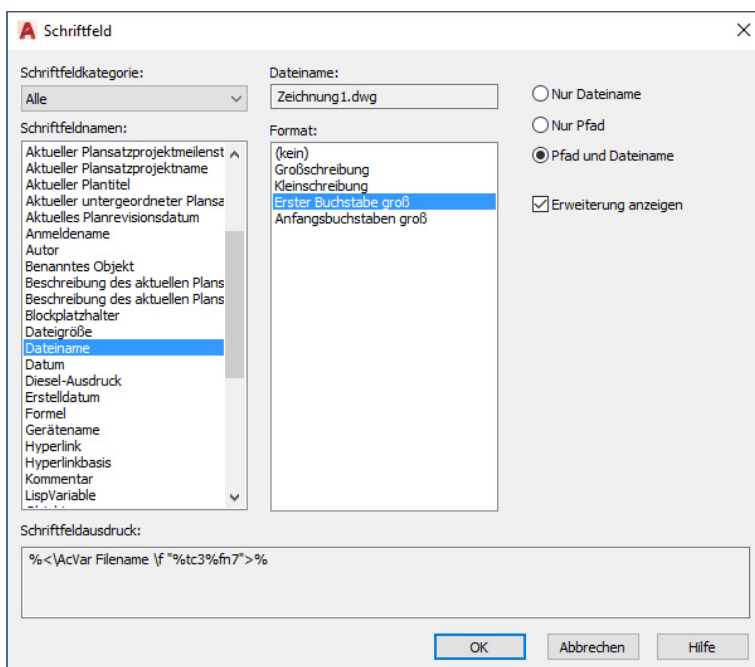 Schriftfeld
Schriftfeldkategorie:
Alle
Schriftfeldnamen:
Aktueller Plansatzprojektmeilenst
Aktueller Plansatzprojektname
Aktueller Plantitel
Aktueller untergeordneter Plansa
Aktuelles Planrevisionsdatum
Anmeldename
Autor
Benanntes Objekt
Beschreibung des aktuellen Plans
Beschreibung des aktuellen Plans
Blockplatzhalter
Dateigröße
Dateiname
Datum
Diesel-Ausdruck
Erstelldatum
Formel
Gerätename
Hyperlink
Hyperlinkbasis
Kommentar
LispVariable
Dateiname:
Zeichnung1.dwg
Format:
(kein)
Großschreibung
Kleinschreibung
Erster Buchstabe groß
Anfangsbuchstaben groß
Nur Dateiname
Nur Pfad
Pfad und Dateiname
Erweiterung anzeigen
Schriftfeldausdruck:
%<\AcVar Filename \f "%tc3%fn7">%
OK
Abbrechen
Hilfe